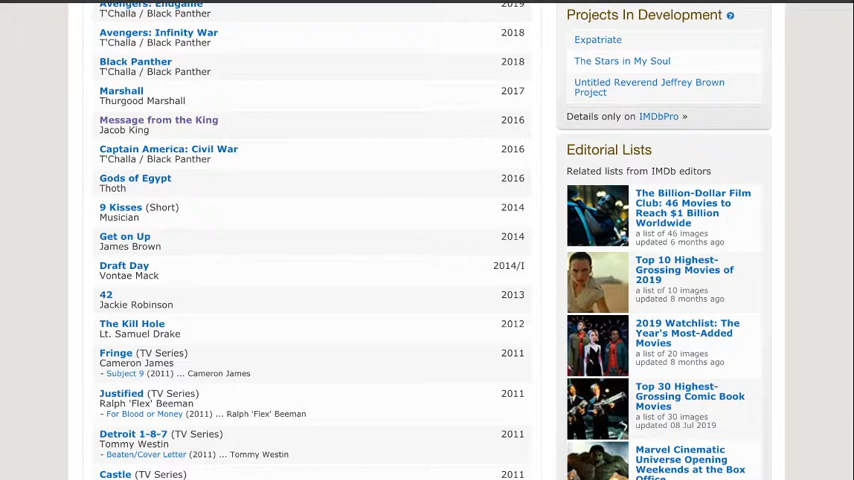 Avengers: Endgame 2019
T'Challa / Black Panther
Avengers: Infinity War 2018
T'Challa / Black Panther
Black Panther 2018
T'Challa / Black Panther
Marshall 2017
Thurgood Marshall
Message from the King 2016
Jacob King
Captain America: Civil War 2016
T'Challa / Black Panther
Gods of Egypt 2016
Thoth
9 Kisses (Short) 2014
Musician
Get on Up 2014
James Brown
Draft Day 2014/I
Vontae Mack
42 2013
Jackie Robinson
The Kill Hole 2012
Lt. Samuel Drake
Fringe (TV Series) 2011
Cameron James
- Subject 9 (2011) ... Cameron James
Justified (TV Series) 2011
Ralph 'Flex' Beeman
- For Blood or Money (2011) ... Ralph 'Flex' Beeman
Detroit 1-8-7 (TV Series) 2011
Tommy Westin
- Beaten/Cover Letter (2011) ... Tommy Westin
Castle (TV Series) 2011
Projects In Development ?
Expatriate
The Stars in My Soul
Untitled Reverend Jeffrey Brown
Project
Details only on IMDbPro »
Editorial Lists
Related lists from IMDb editors
The Billion-Dollar Film
Club: 46 Movies to
Reach $1 Billion
Worldwide
a list of 46 images
updated 6 months ago
Top 10 Highest-
Grossing Movies of
2019
a list of 10 images
updated 8 months ago
2019 Watchlist: The
Year's Most-Added
Movies
a list of 20 images
updated 8 months ago
Top 30 Highest-
Grossing Comic Book
Movies
a list of 30 images
updated 08 Jul 2019
Marvel Cinematic
Universe Opening
Weekends at the Box
Office